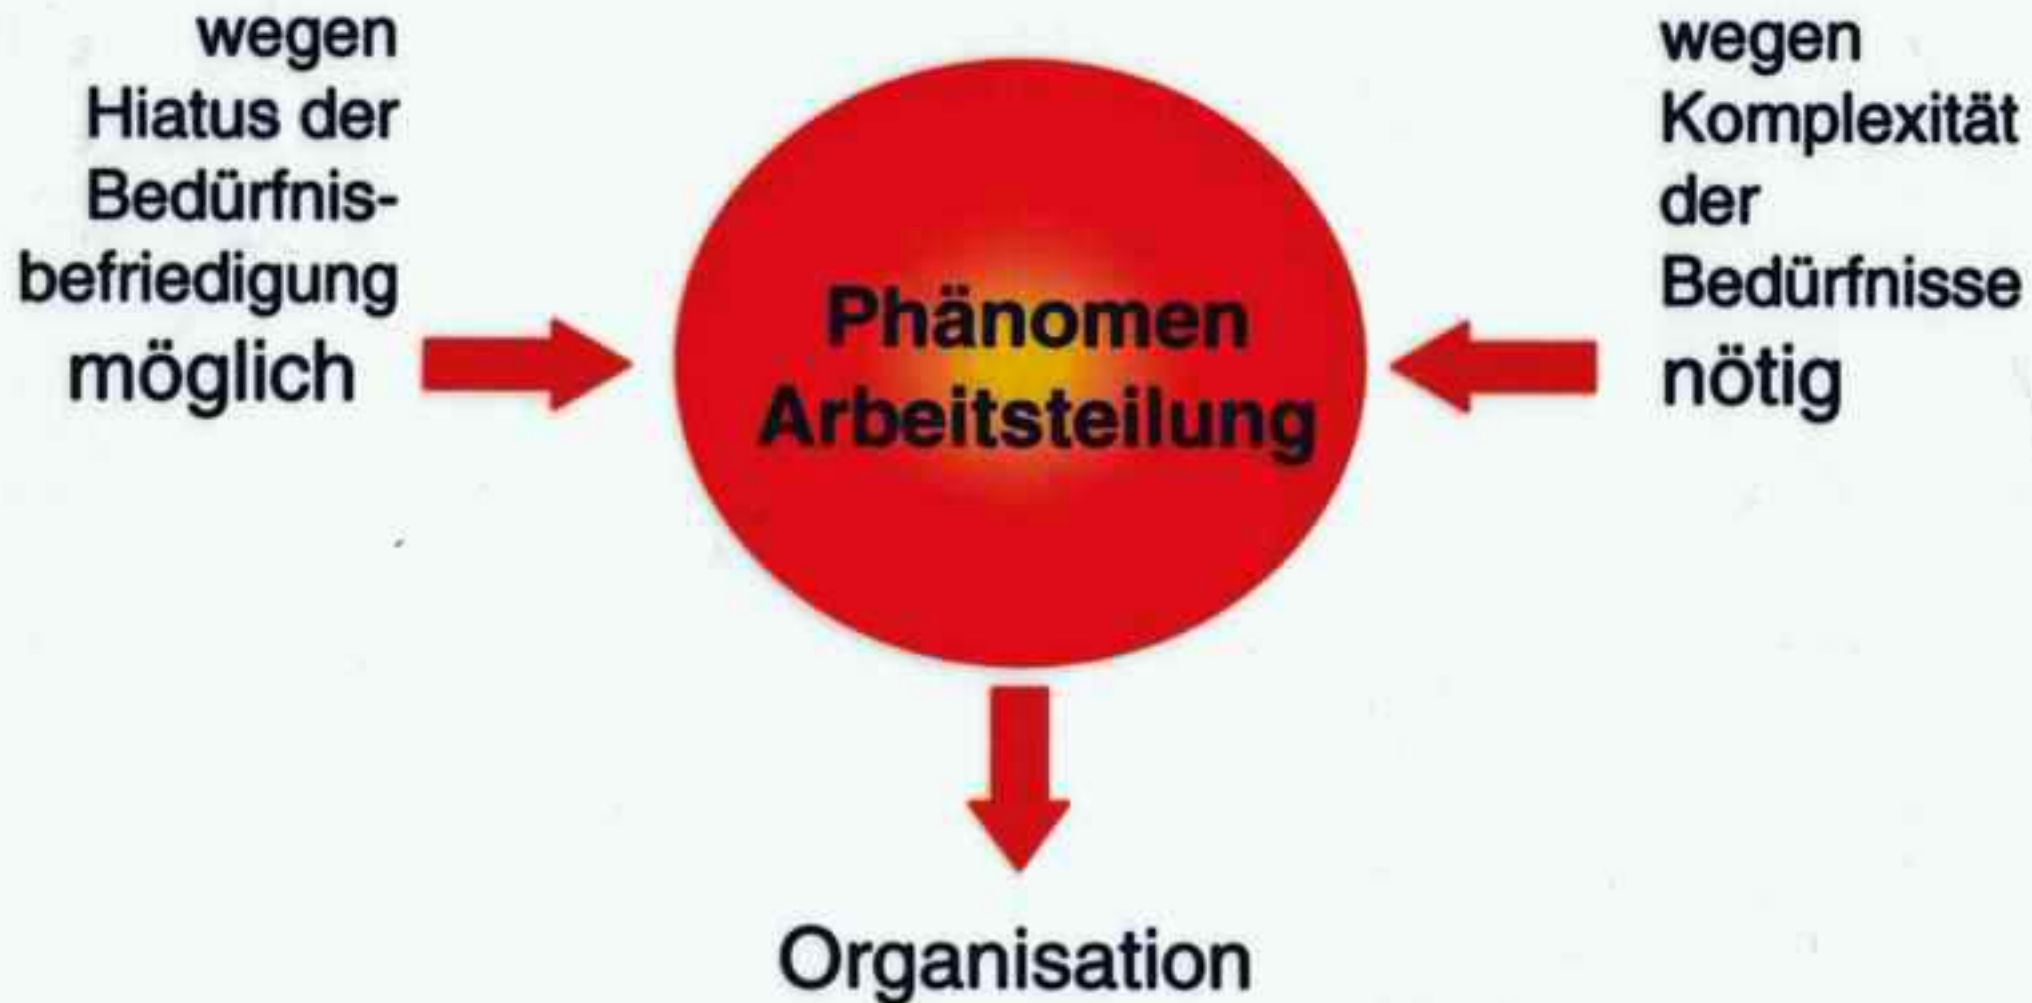 wegen
Hiatus der
Bedürfnis-
befriedigung
möglich
Phänomen
Arbeitsteilung
wegen
Komplexität
der
Bedürfnisse
nötig
Organisation